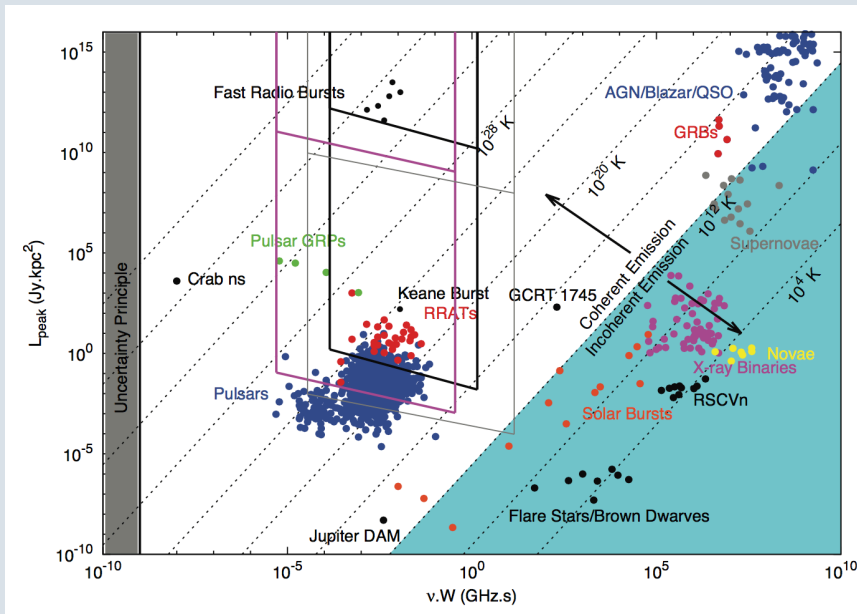 10^15
10^10
10^5
10^0
10^-5
10^-10
L_peak (Jy.kpc^2)
Uncertainty Principle
Fast Radio Bursts
AGN/Blazar/QSO
GRBs
10^28 K
10^20 K
10^12 K
10^4 K
Supernovae
Coherent Emission
Incoherent Emission
Pulsar GRPs
Crab ns
Keane Burst
RRATs
GCRT 1745
Novae
X-ray Binaries
Pulsars
RSCVn
Solar Bursts
Flare Stars/Brown Dwarves
Jupiter DAM
10^-10
10^-5
10^0
10^5
10^10
ν.W (GHz.s)